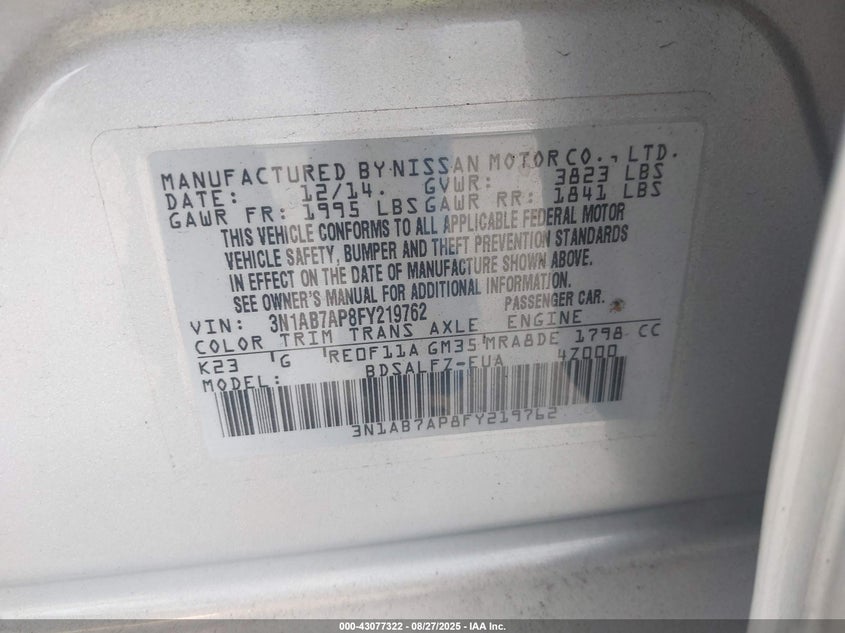 MANUFACTURED BY NISSAN MOTOR CO., LTD.
DATE: 12/14. GVWR: 3823 LBS
GAWR FR: 1995 LBS GAWR RR: 1841 LBS
THIS VEHICLE CONFORMS TO ALL APPLICABLE FEDERAL MOTOR
VEHICLE SAFETY, BUMPER AND THEFT PREVENTION STANDARDS
IN EFFECT ON THE DATE OF MANUFACTURE SHOWN ABOVE.
SEE OWNER'S MANUAL FOR ADDITIONAL INFORMATION.
VIN: 3N1AB7AP8FY219762 PASSENGER CAR.
COLOR TRIM TRANS AXLE ENGINE
K23 G RE0F11A GM35 MRA8DE 1798 CC
MODEL: BDSALFZ-EUA 47000
3N1AB7AP8FY219762
000-43077322 | 08/27/2025 | IAA Inc.